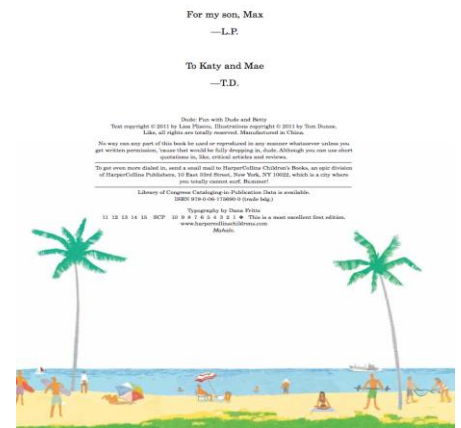 For my son, Max
—L.P.
To Katy and Mae
—T.D.
Dude: Fun with Dude and Betty
Text copyright © 2011 by Lisa Pliscou. Illustrations copyright © 2011 by Tom Dunne.
Like, all rights are totally reserved. Manufactured in China.
No way can any part of this book be used or reproduced in any manner whatsoever unless you
get written permission, 'cause that would be fully dropping in, dude. Although you can use short
quotations in, like, critical articles and reviews.
To get even more dialed in, send a snail mail to HarperCollins Children's Books, an epic division
of HarperCollins Publishers, 10 East 53rd Street, New York, NY 10022, which is a city where
you totally cannot surf. Bummer!
Library of Congress Cataloging-in-Publication Data is available.
ISBN 978-0-06-175690-0 (trade bdg.)
Typography by Dana Fritts
11 12 13 14 15 SCP 10 9 8 7 6 5 4 3 2 1 ❖ This is a most excellent first edition.
www.harpercollinschildrens.com
Mahalo.